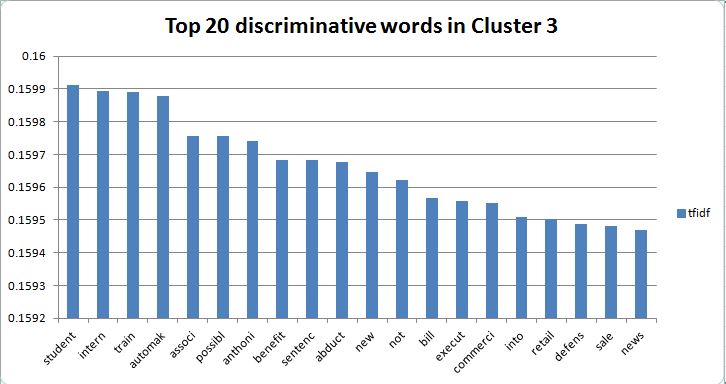 Top 20 discriminative words in Cluster 3
0.16
0.1599
0.1598
0.1597
0.1596
0.1595
0.1594
0.1593
0.1592
student
intern
train
automak
associ
possibl
anthoni
benefit
sentenc
abduct
new
not
bill
execut
commerci
into
retail
defens
sale
news
tfidf